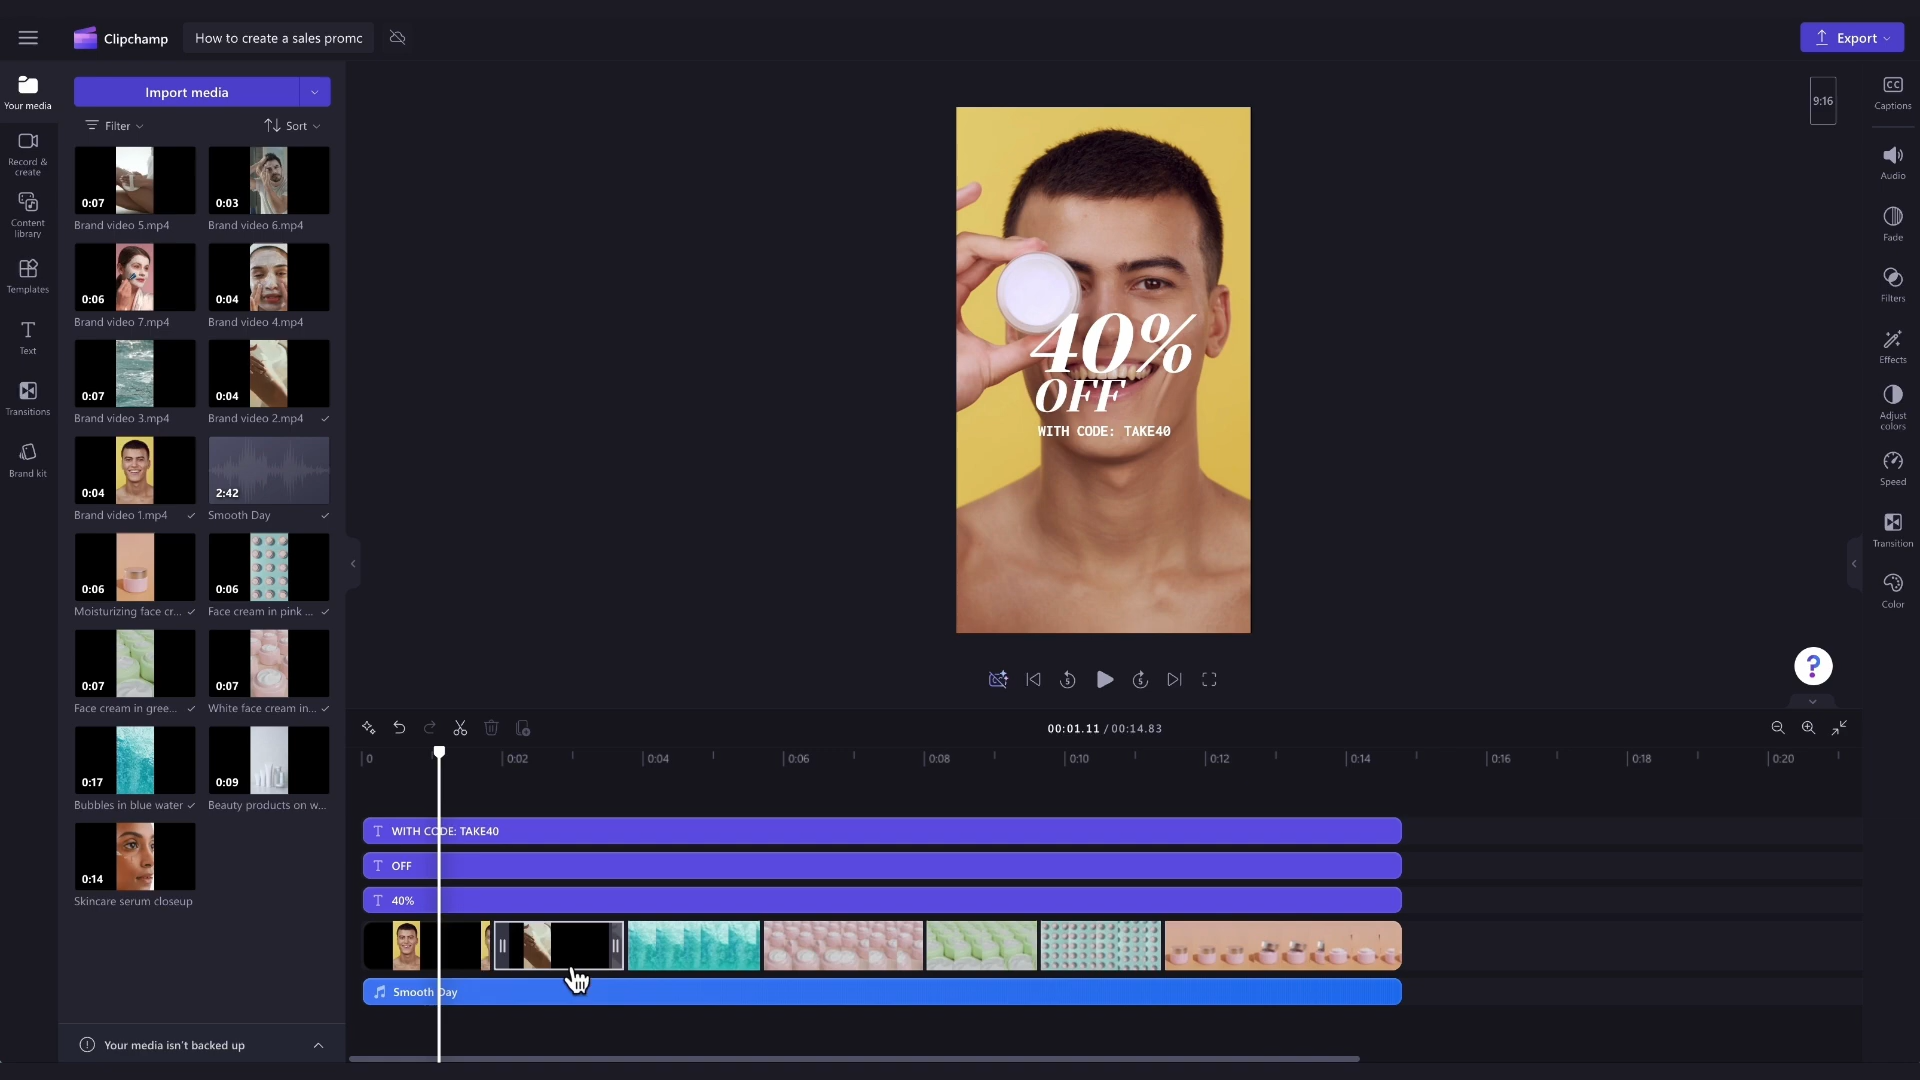 Clipchamp
How to create a sales promc
Export
Your media
Record &
create
Content
library
Templates
Text
Transitions
Brand kit
Import media
Filter
Sort
0:07
0:03
Brand video 5.mp4
Brand video 6.mp4
0:06
0:04
Brand video 7.mp4
Brand video 4.mp4
0:07
0:04
Brand video 3.mp4
Brand video 2.mp4
0:04
2:42
Brand video 1.mp4
Smooth Day
0:06
0:06
Moisturizing face cr...
Face cream in pink ...
0:07
0:07
Face cream in gree...
White face cream in...
0:17
0:09
Bubbles in blue water
Beauty products on w...
0:14
Skincare serum closeup
Your media isn't backed up
40%
OFF
WITH CODE: TAKE40
9:16
CC
Captions
Audio
Fade
Filters
Effects
Adjust
colors
Speed
Transition
Color
?
5
5
00:01.11 / 00:14.83
0
0:02
0:04
0:06
0:08
0:10
0:12
0:14
0:16
0:18
0:20
T WITH CODE: TAKE40
T OFF
T 40%
Smooth Day